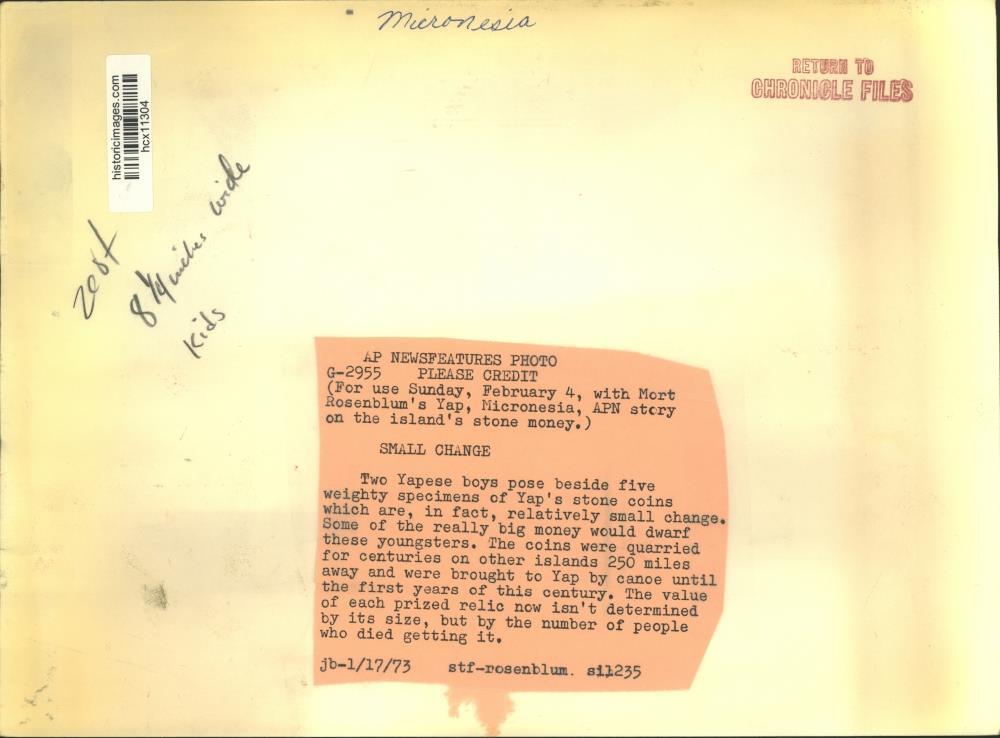 Micronesia
RETURN TO
CHRONICLE FILES
historicimages.com
hcx11304
8 1/4 inches wide
Kids
AP NEWSFEATURES PHOTO
G-2955 PLEASE CREDIT
(For use Sunday, February 4, with Mort
Rosenblum's Yap, Micronesia, APN story
on the island's stone money.)
SMALL CHANGE
Two Yapese boys pose beside five
weighty specimens of Yap's stone coins
which are, in fact, relatively small change.
Some of the really big money would dwarf
these youngsters. The coins were quarried
for centuries on other islands 250 miles
away and were brought to Yap by canoe until
the first years of this century. The value
of each prized relic now isn't determined
by its size, but by the number of people
who died getting it.
jb-1/17/73 stf-rosenblum. sil235